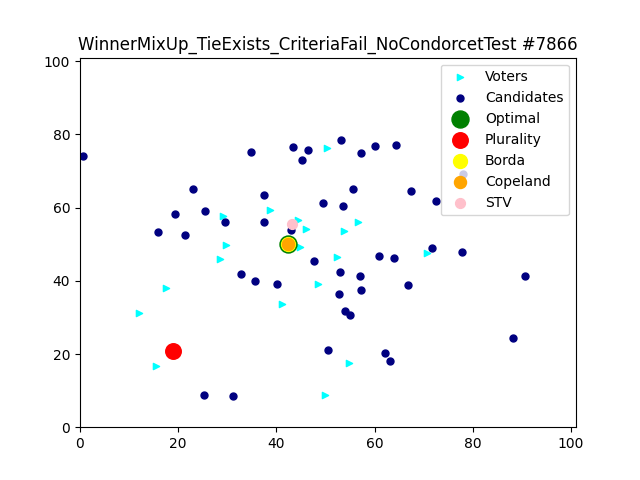 WinnerMixUp_TieExists_CriteriaFail_NoCondorcetTest #7866
100
80
60
40
20
0
0 20 40 60 80 100
Voters
Candidates
Optimal
Plurality
Borda
Copeland
STV